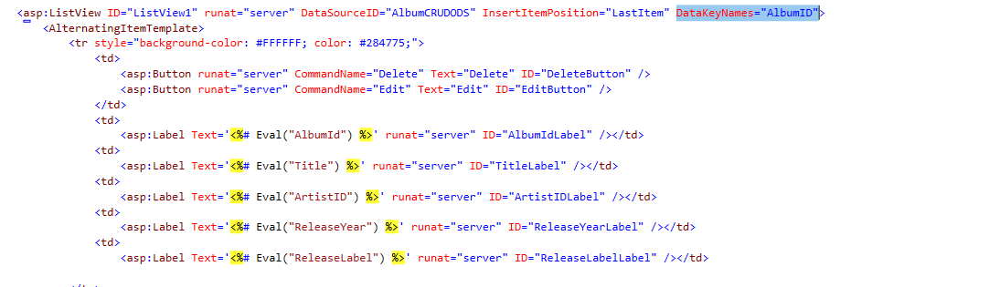 <asp:ListView ID="ListView1" runat="server" DataSourceID="AlbumCRUDODS" InsertItemPosition="LastItem" DataKeyNames="AlbumID">
<AlternatingItemTemplate>
<tr style="background-color: #FFFFFF; color: #284775;">
<td>
<asp:Button runat="server" CommandName="Delete" Text="Delete" ID="DeleteButton" />
<asp:Button runat="server" CommandName="Edit" Text="Edit" ID="EditButton" />
</td>
<td>
<asp:Label Text='<%# Eval("AlbumId") %>' runat="server" ID="AlbumIdLabel" /></td>
<td>
<asp:Label Text='<%# Eval("Title") %>' runat="server" ID="TitleLabel" /></td>
<td>
<asp:Label Text='<%# Eval("ArtistID") %>' runat="server" ID="ArtistIDLabel" /></td>
<td>
<asp:Label Text='<%# Eval("ReleaseYear") %>' runat="server" ID="ReleaseYearLabel" /></td>
<td>
<asp:Label Text='<%# Eval("ReleaseLabel") %>' runat="server" ID="ReleaseLabelLabel" /></td>